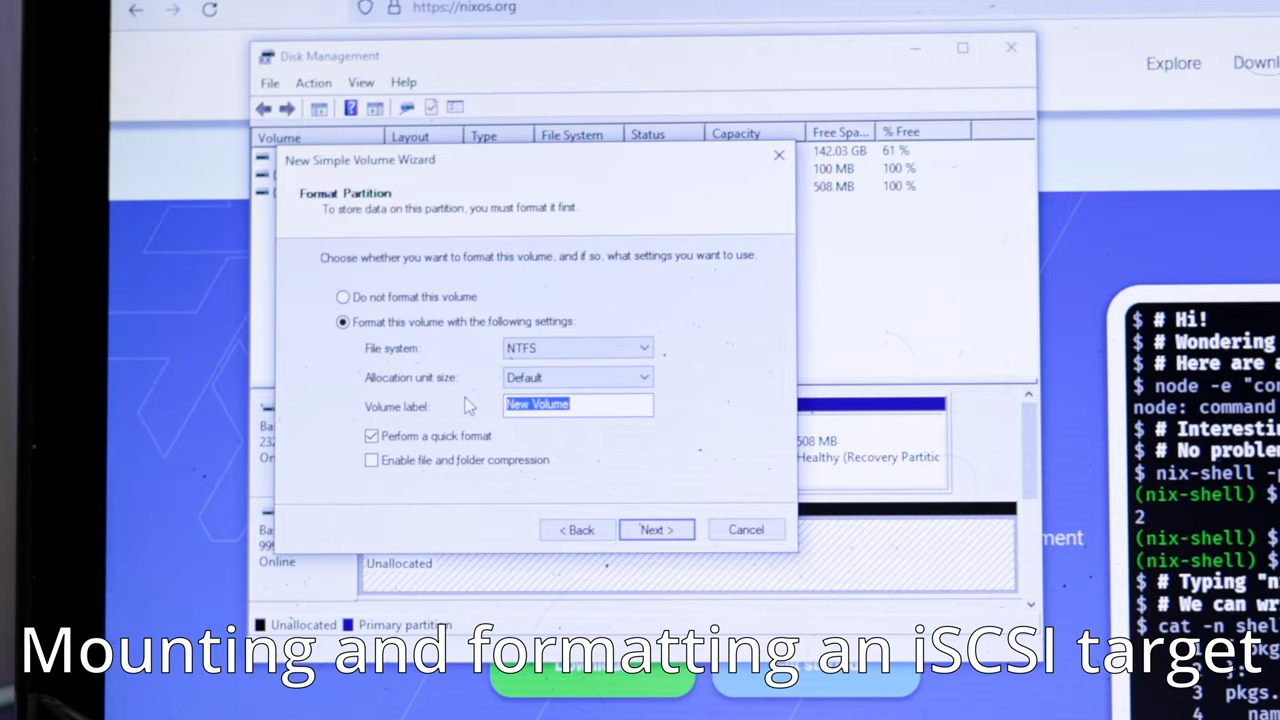 https://nixos.org
Explore
Disk Management
File Action View Help
Volume Layout Type File System Status Capacity Free Spa... % Free
142.03 GB 61 %
100 MB 100 %
508 MB 100 %
New Simple Volume Wizard
Format Partition
To store data on this partition, you must format it first.
Choose whether you want to format this volume, and if so, what settings you want to use.
Do not format this volume
Format this volume with the following settings:
File system: NTFS
Allocation unit size: Default
Volume label: New Volume
Perform a quick format
Enable file and folder compression
< Back Next > Cancel
508 MB
Healthy (Recovery Partitic
Online
Unallocated
Unallocated Primary partition
$ # Hi!
$ # Wondering
$ # Here are a
$ node -e "co
node: command
$ # Interestin
$ # No proble
$ nix-shell -p
(nix-shell) $
2
(nix-shell) $
(nix-shell) $
$ # Typing "n
$ # We can wr
$ cat -n shel
3 pkgs.
4 nam
Mounting and formatting an iSCSI target